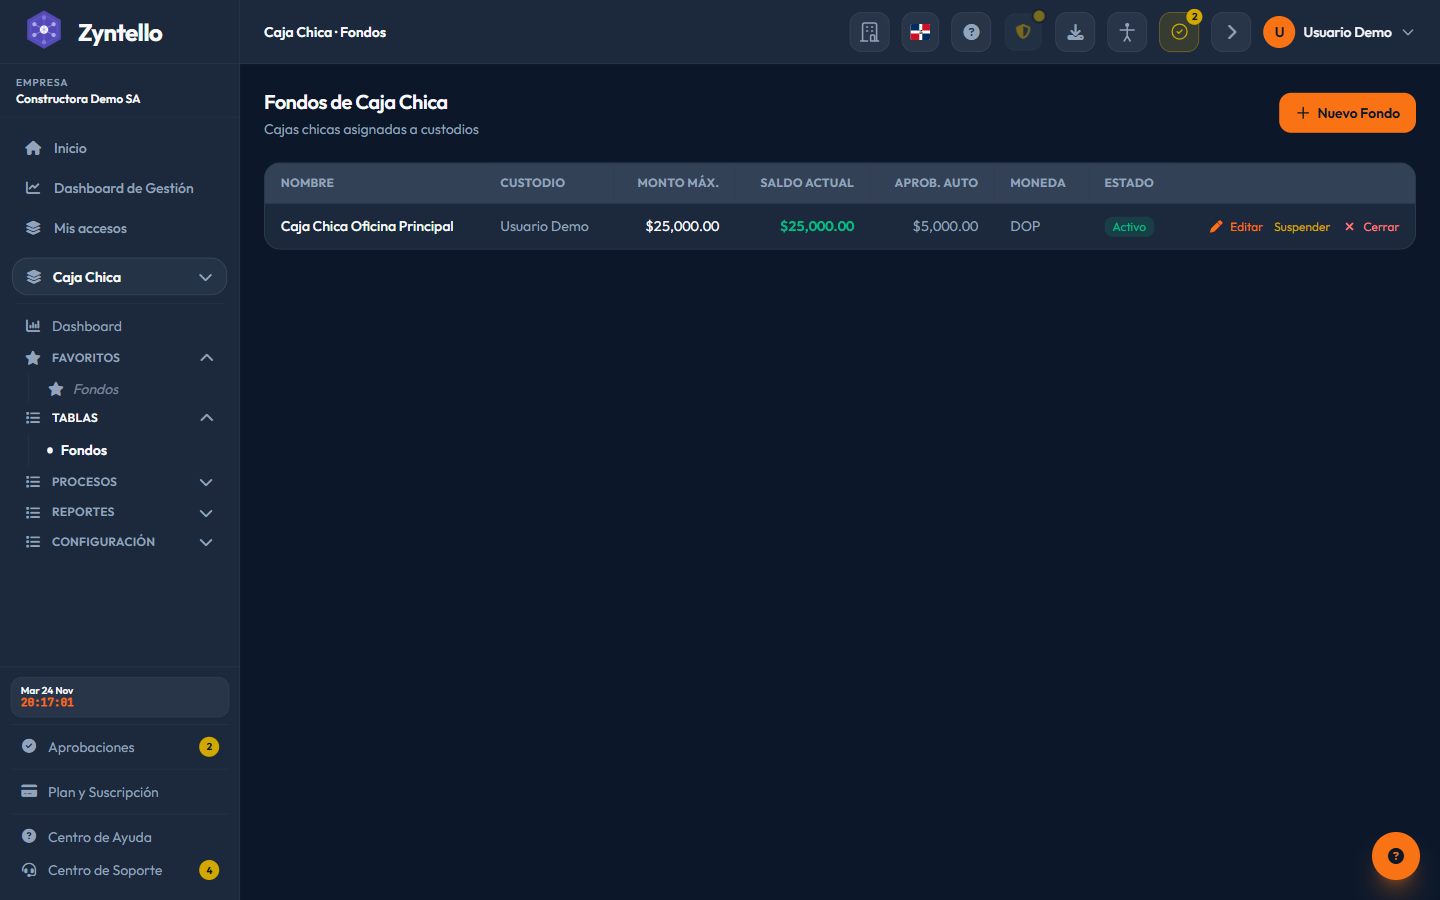 Zyntello
Caja Chica · Fondos
2
U
Usuario Demo
EMPRESA
Constructora Demo SA
Inicio
Dashboard de Gestión
Mis accesos
Caja Chica
Dashboard
FAVORITOS
Fondos
TABLAS
Fondos
PROCESOS
REPORTES
CONFIGURACIÓN
Mar 24 Nov
20:17:01
Aprobaciones 2
Plan y Suscripción
Centro de Ayuda
Centro de Soporte 4
Fondos de Caja Chica
Cajas chicas asignadas a custodios
Nuevo Fondo
NOMBRE CUSTODIO MONTO MÁX. SALDO ACTUAL APROB. AUTO MONEDA ESTADO
Caja Chica Oficina Principal Usuario Demo $25,000.00 $25,000.00 $5,000.00 DOP Activo Editar Suspender Cerrar